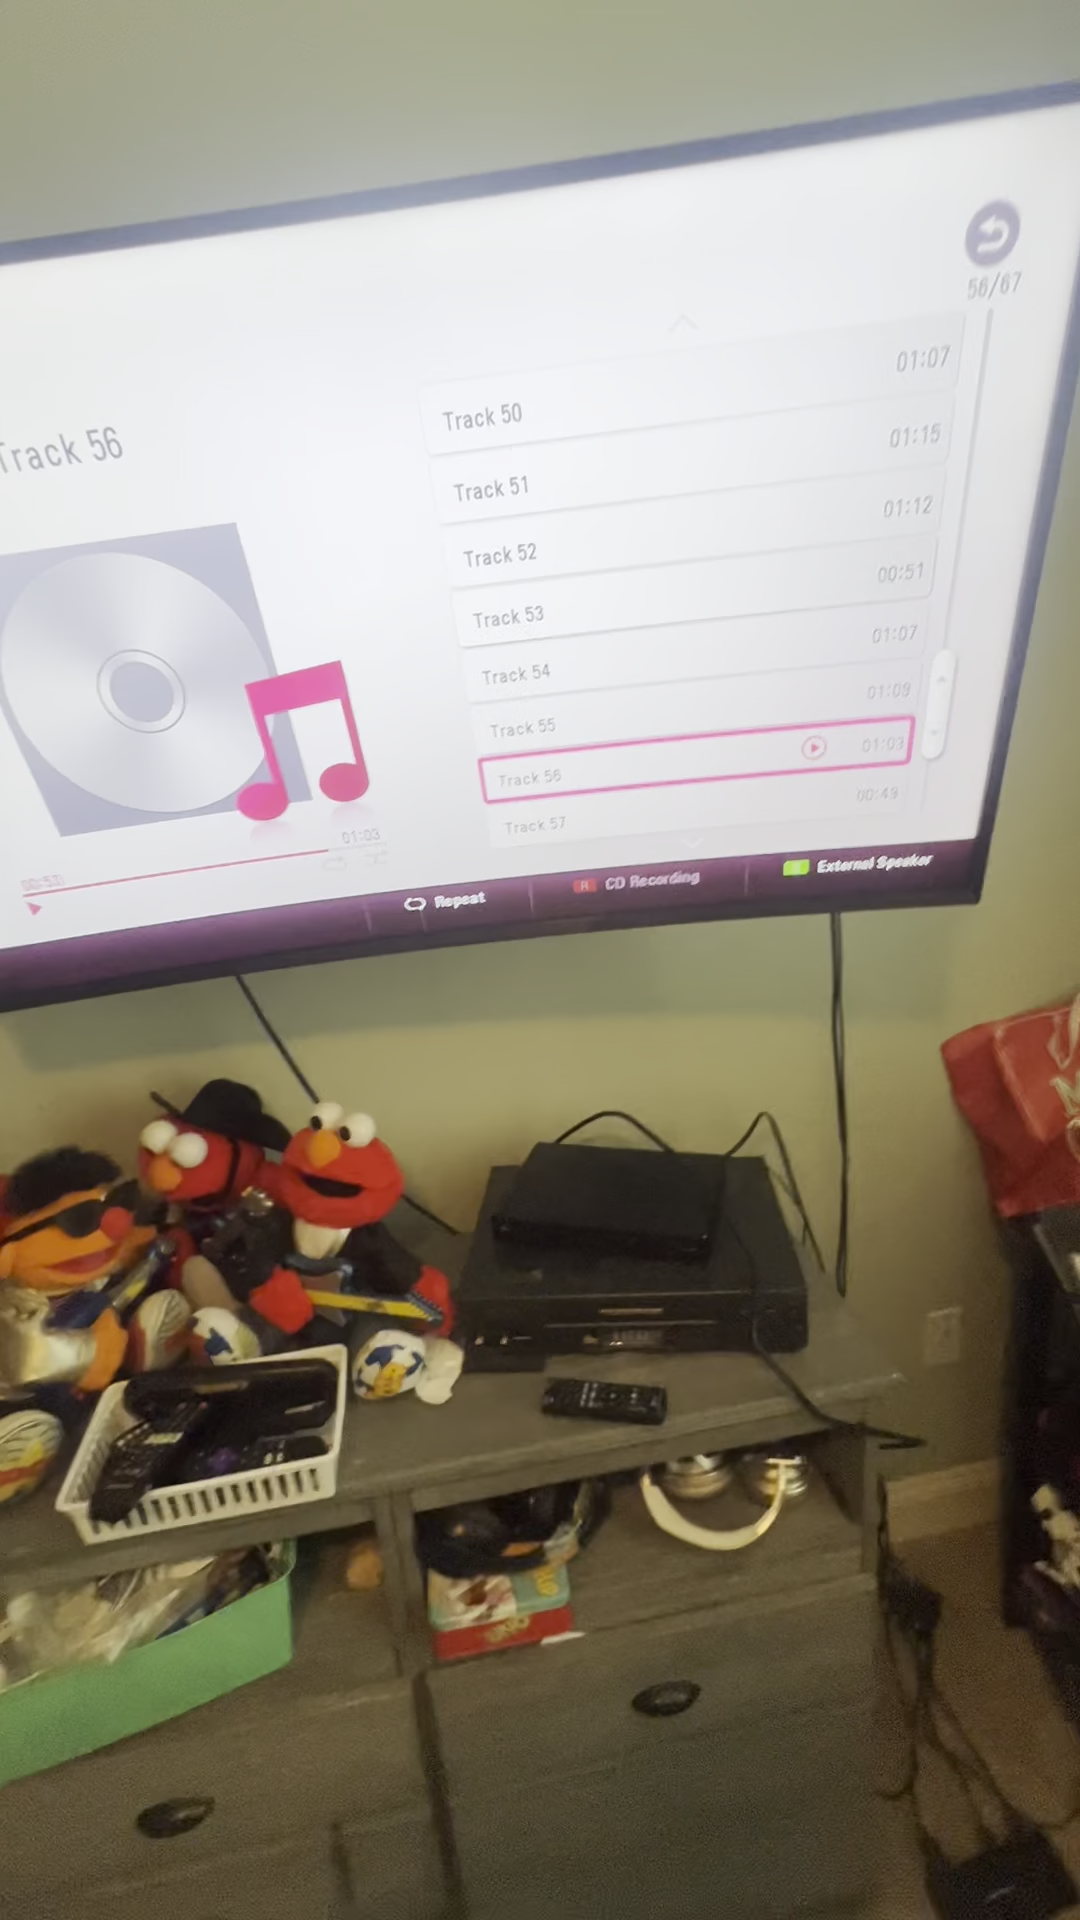 56/67
01:07
Track 50
01:15
Track 51
01:12
Track 52
00:51
Track 53
01:07
Track 54
01:09
Track 55
01:03
Track 56
00:49
Track 57
Track 56
01:03
Repeat
R CD Recording
External Speaker